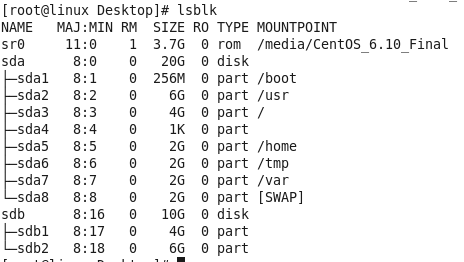 [root@linux Desktop]# lsblk
NAME   MAJ:MIN RM  SIZE RO TYPE MOUNTPOINT
sr0     11:0    1  3.7G  0 rom  /media/CentOS_6.10_Final
sda      8:0    0   20G  0 disk
├─sda1   8:1    0  256M  0 part /boot
├─sda2   8:2    0    6G  0 part /usr
├─sda3   8:3    0    4G  0 part /
├─sda4   8:4    0    1K  0 part
├─sda5   8:5    0    2G  0 part /home
├─sda6   8:6    0    2G  0 part /tmp
├─sda7   8:7    0    2G  0 part /var
└─sda8   8:8    0    2G  0 part [SWAP]
sdb      8:16   0   10G  0 disk
├─sdb1   8:17   0    4G  0 part
└─sdb2   8:18   0    6G  0 part
[root@linux Desktop]#